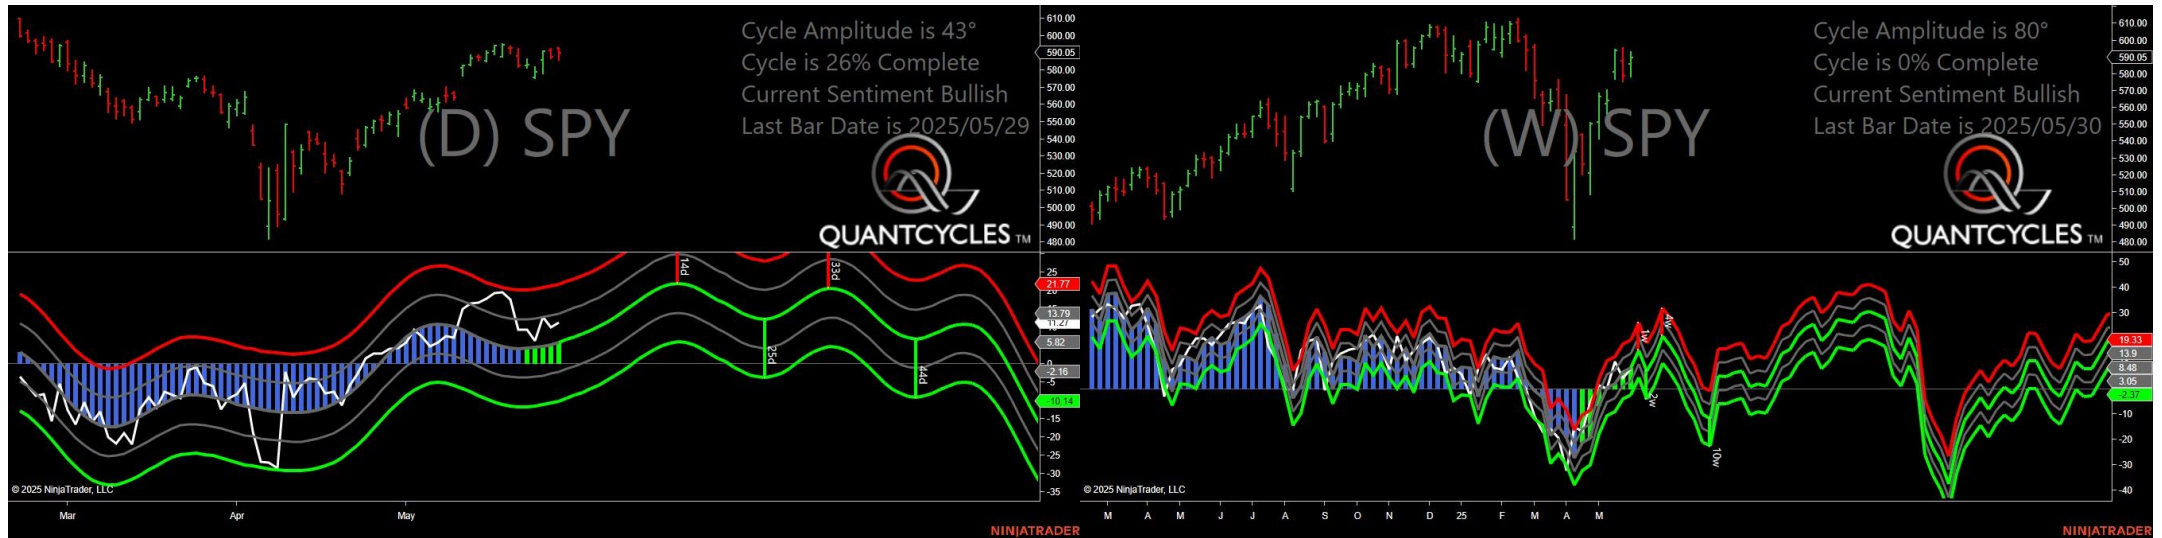 Cycle Amplitude is 43°
Cycle is 26% Complete
Current Sentiment Bullish
Last Bar Date is 2025/05/29
(D) SPY
QUANTCYCLES TM
610.00
600.00
590.05
580.00
570.00
560.00
550.00
540.00
530.00
520.00
510.00
500.00
490.00
480.00
14d
33d
25d
44d
25
21.77
13.79
11.27
5.82
0
-2.16
-5
-10.14
-15
-20
-25
-30
-35
© 2025 NinjaTrader, LLC
Mar Apr May
NINJATRADER
Cycle Amplitude is 80°
Cycle is 0% Complete
Current Sentiment Bullish
Last Bar Date is 2025/05/30
(W) SPY
QUANTCYCLES TM
610.00
600.00
590.05
580.00
570.00
560.00
550.00
540.00
530.00
520.00
510.00
500.00
490.00
480.00
1w
4w
2w
10w
50
40
30
19.33
13.9
8.48
3.05
-2.37
-10
-20
-30
-40
© 2025 NinjaTrader, LLC
M A M J J A S O N D 25 F M A M
NINJATRADER